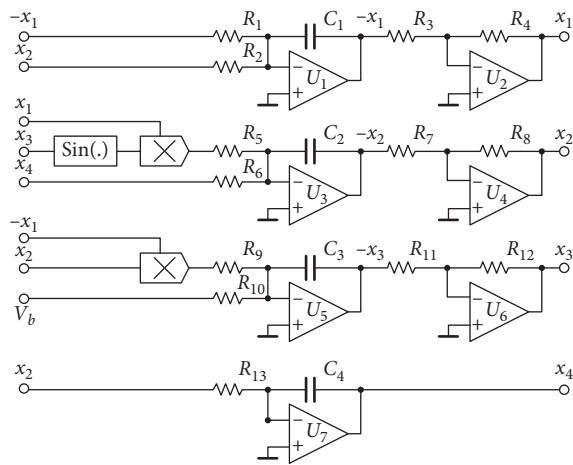 −x₁ R₁ C₁ −x₁ R₃ R₄ x₁
x₂ R₂
− + U₁ − + U₂
x₁
x₃ Sin(.) × R₅ C₂ −x₂ R₇ R₈ x₂
x₄ R₆
− + U₃ − + U₄
−x₁
x₂ × R₉ C₃ −x₃ R₁₁ R₁₂ x₃
V_b R₁₀
− + U₅ − + U₆
x₂ R₁₃ C₄ x₄
− + U₇